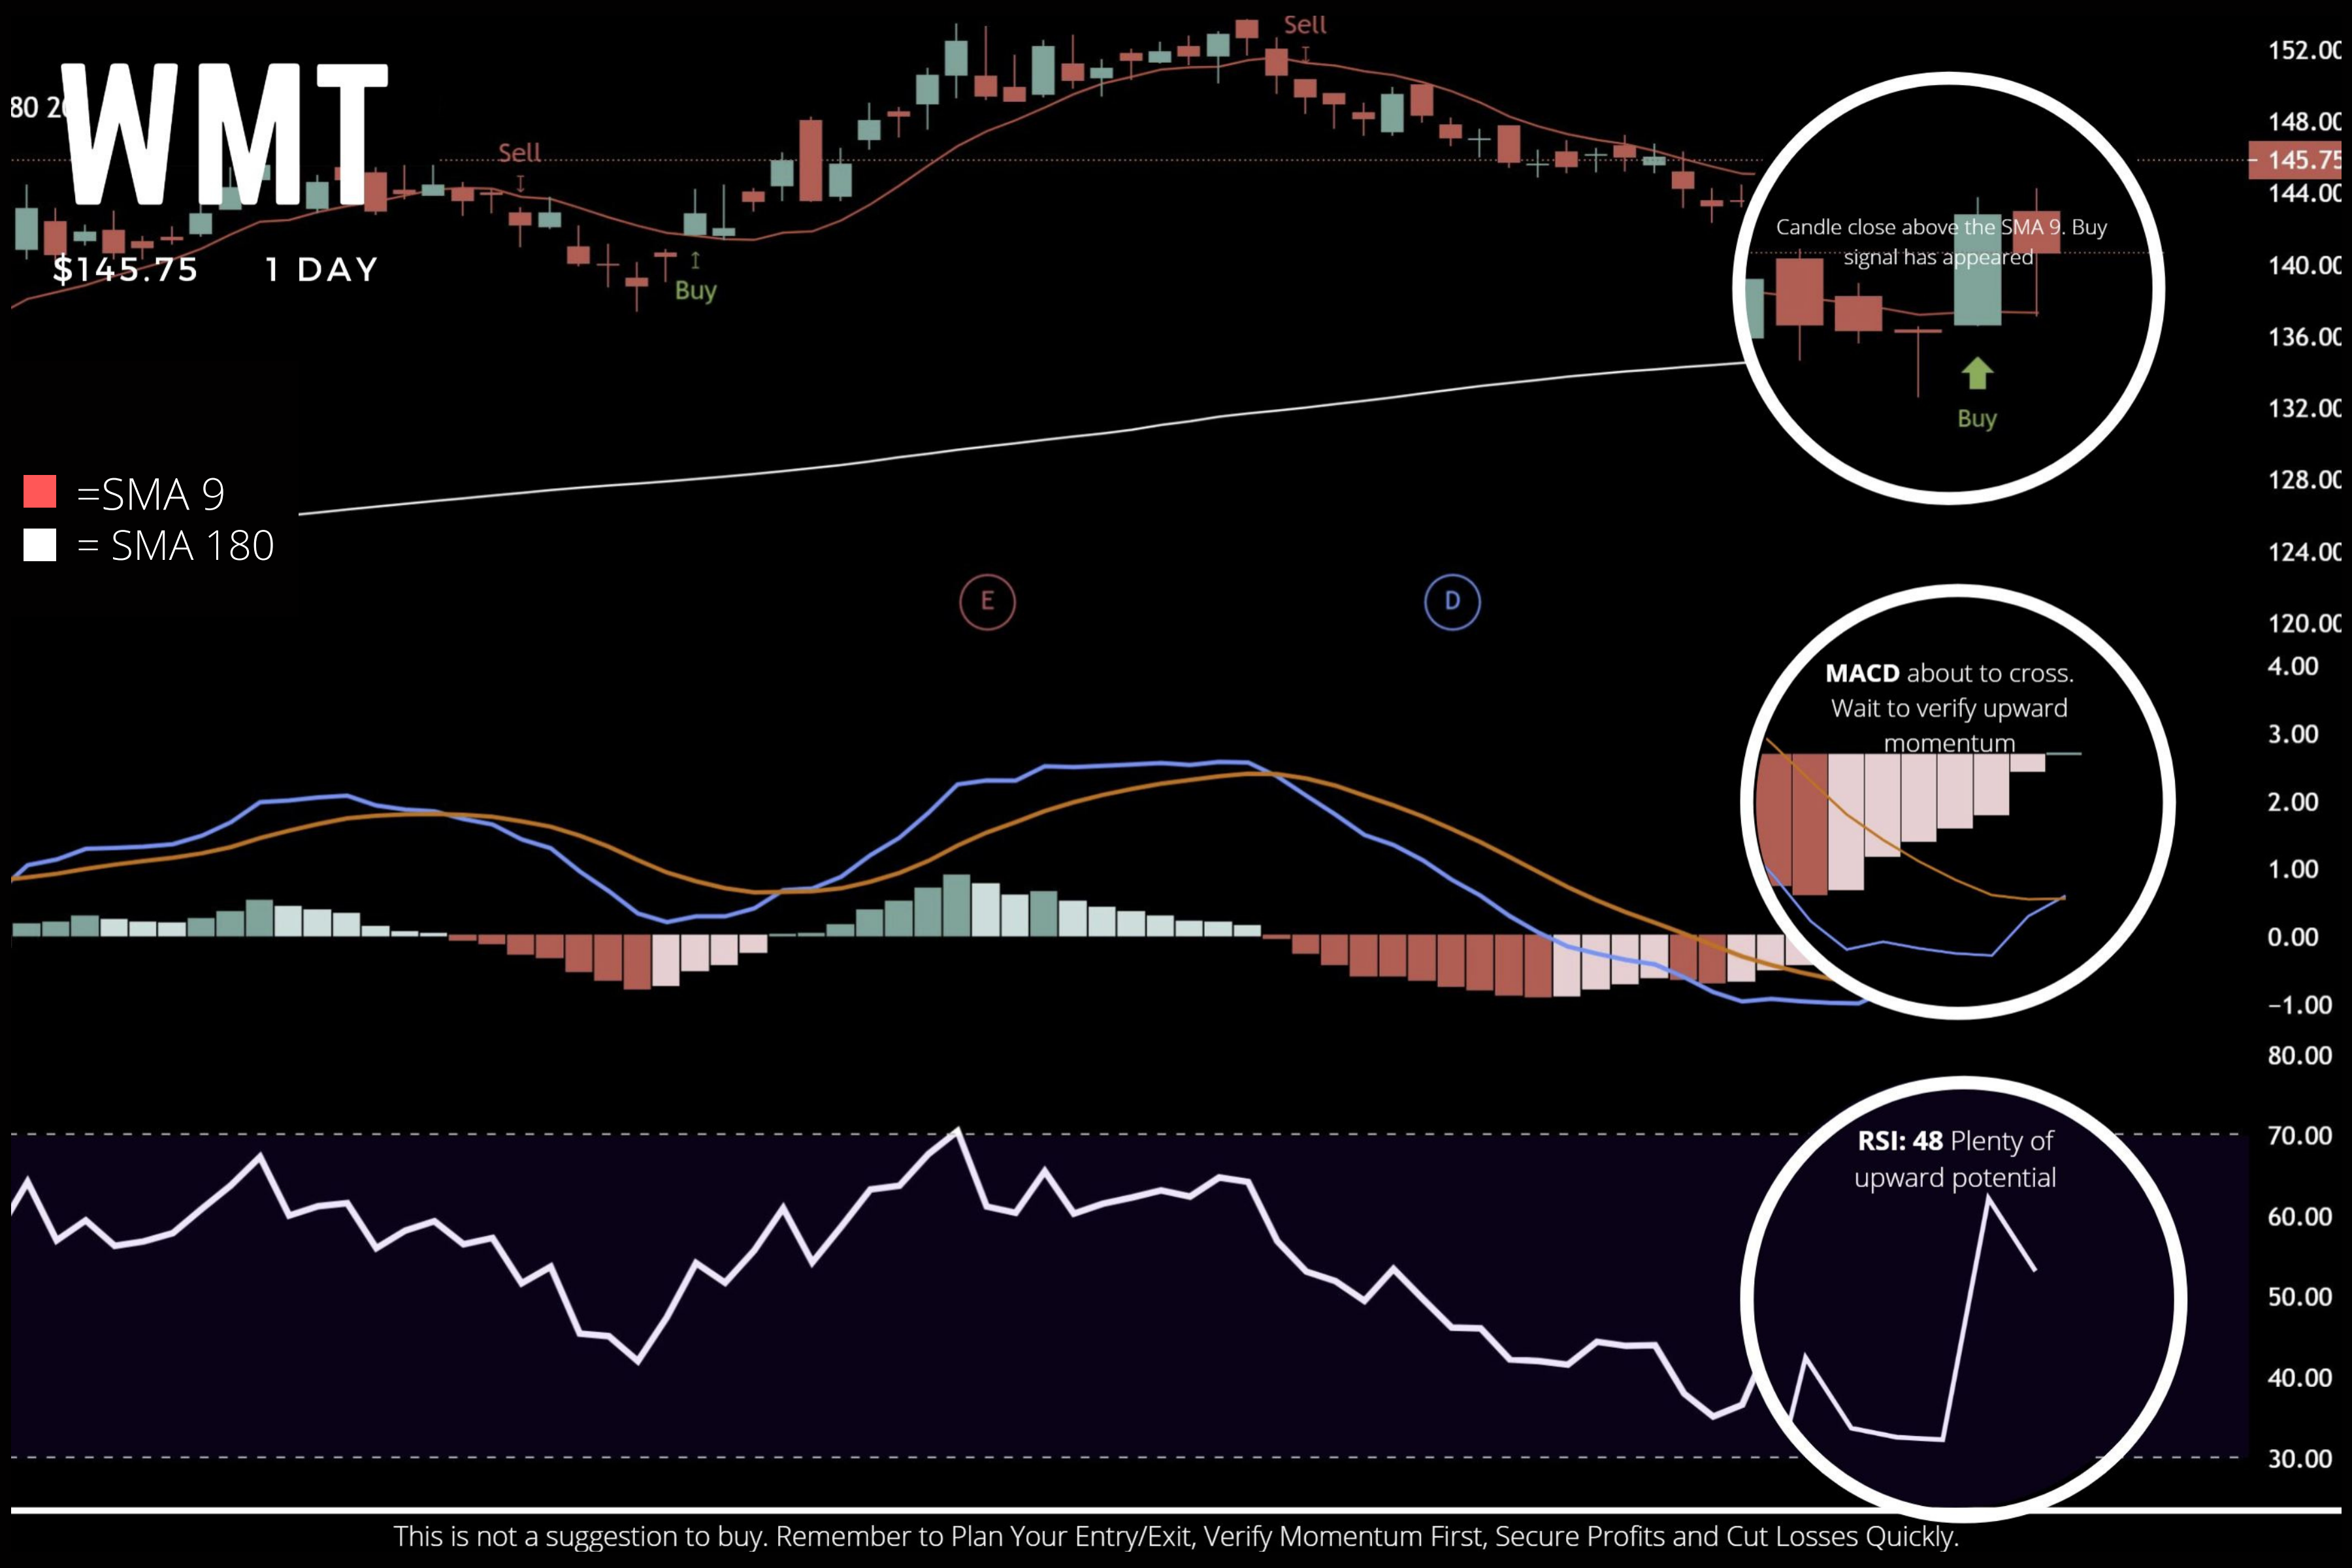 Sell
152.00
WMT
80 20
148.00
Sell
145.75
144.00
Candle close above the SMA 9. Buy
signal has appeared
$145.75 1 DAY
140.00
Buy
136.00
132.00
Buy
128.00
=SMA 9
= SMA 180
124.00
E
D
120.00
4.00
MACD about to cross.
Wait to verify upward
momentum
3.00
2.00
1.00
0.00
−1.00
80.00
70.00
RSI: 48 Plenty of
upward potential
60.00
50.00
40.00
30.00
This is not a suggestion to buy. Remember to Plan Your Entry/Exit, Verify Momentum First, Secure Profits and Cut Losses Quickly.